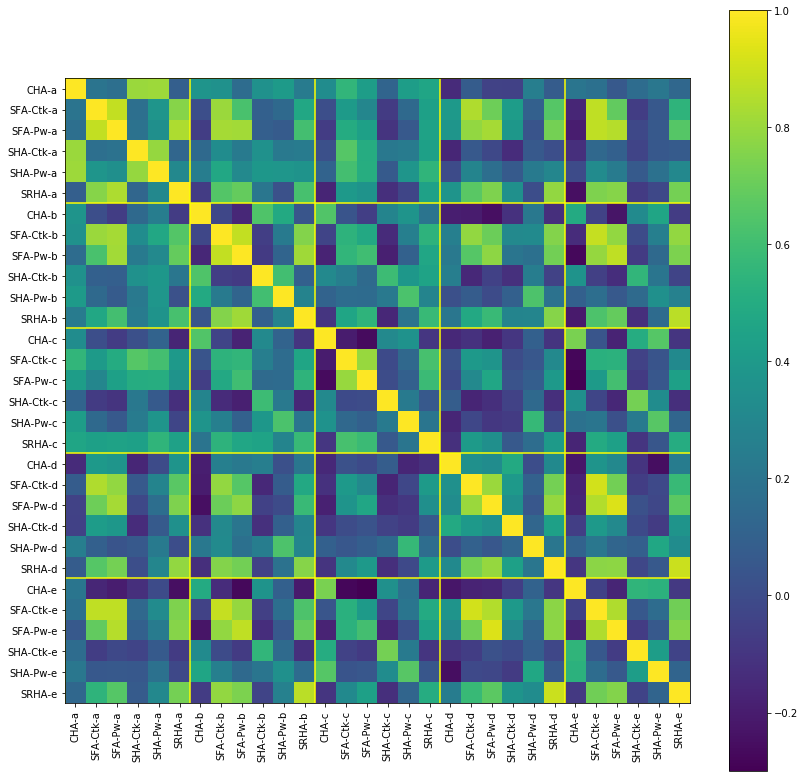 CHA-a
SFA-Ctk-a
SFA-Pw-a
SHA-Ctk-a
SHA-Pw-a
SRHA-a
CHA-b
SFA-Ctk-b
SFA-Pw-b
SHA-Ctk-b
SHA-Pw-b
SRHA-b
CHA-c
SFA-Ctk-c
SFA-Pw-c
SHA-Ctk-c
SHA-Pw-c
SRHA-c
CHA-d
SFA-Ctk-d
SFA-Pw-d
SHA-Ctk-d
SHA-Pw-d
SRHA-d
CHA-e
SFA-Ctk-e
SFA-Pw-e
SHA-Ctk-e
SHA-Pw-e
SRHA-e
CHA-a
SFA-Ctk-a
SFA-Pw-a
SHA-Ctk-a
SHA-Pw-a
SRHA-a
CHA-b
SFA-Ctk-b
SFA-Pw-b
SHA-Ctk-b
SHA-Pw-b
SRHA-b
CHA-c
SFA-Ctk-c
SFA-Pw-c
SHA-Ctk-c
SHA-Pw-c
SRHA-c
CHA-d
SFA-Ctk-d
SFA-Pw-d
SHA-Ctk-d
SHA-Pw-d
SRHA-d
CHA-e
SFA-Ctk-e
SFA-Pw-e
SHA-Ctk-e
SHA-Pw-e
SRHA-e
1.0
0.8
0.6
0.4
0.2
0.0
−0.2